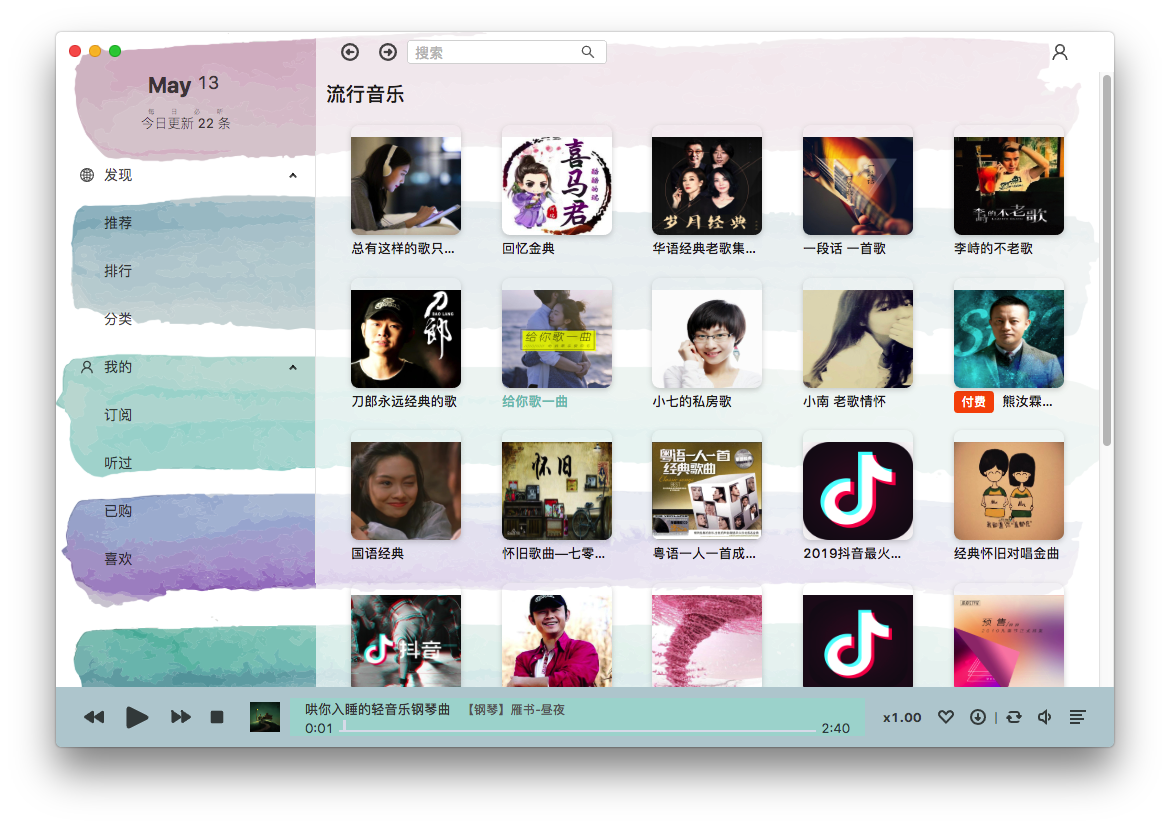 搜索
May 13
每日必听
今日更新 22 条
发现
推荐
排行
分类
我的
订阅
听过
已购
喜欢
流行音乐
喜马君
岁月经典
李峙的不老歌
总有这样的歌只...
回忆金典
华语经典老歌集...
一段话 一首歌
李峙的不老歌
刀郎
DAO LANG
给你歌一曲
刀郎永远经典的歌
给你歌一曲
小七的私房歌
小南 老歌情怀
付费 熊汝霖...
怀旧
粤语一人一首
经典歌曲
国语经典
怀旧歌曲—七零...
粤语一人一首成...
2019抖音最火...
经典怀旧对唱金曲
抖音
预售
哄你入睡的轻音乐钢琴曲 【钢琴】雁书-昼夜
0:01
2:40
x1.00